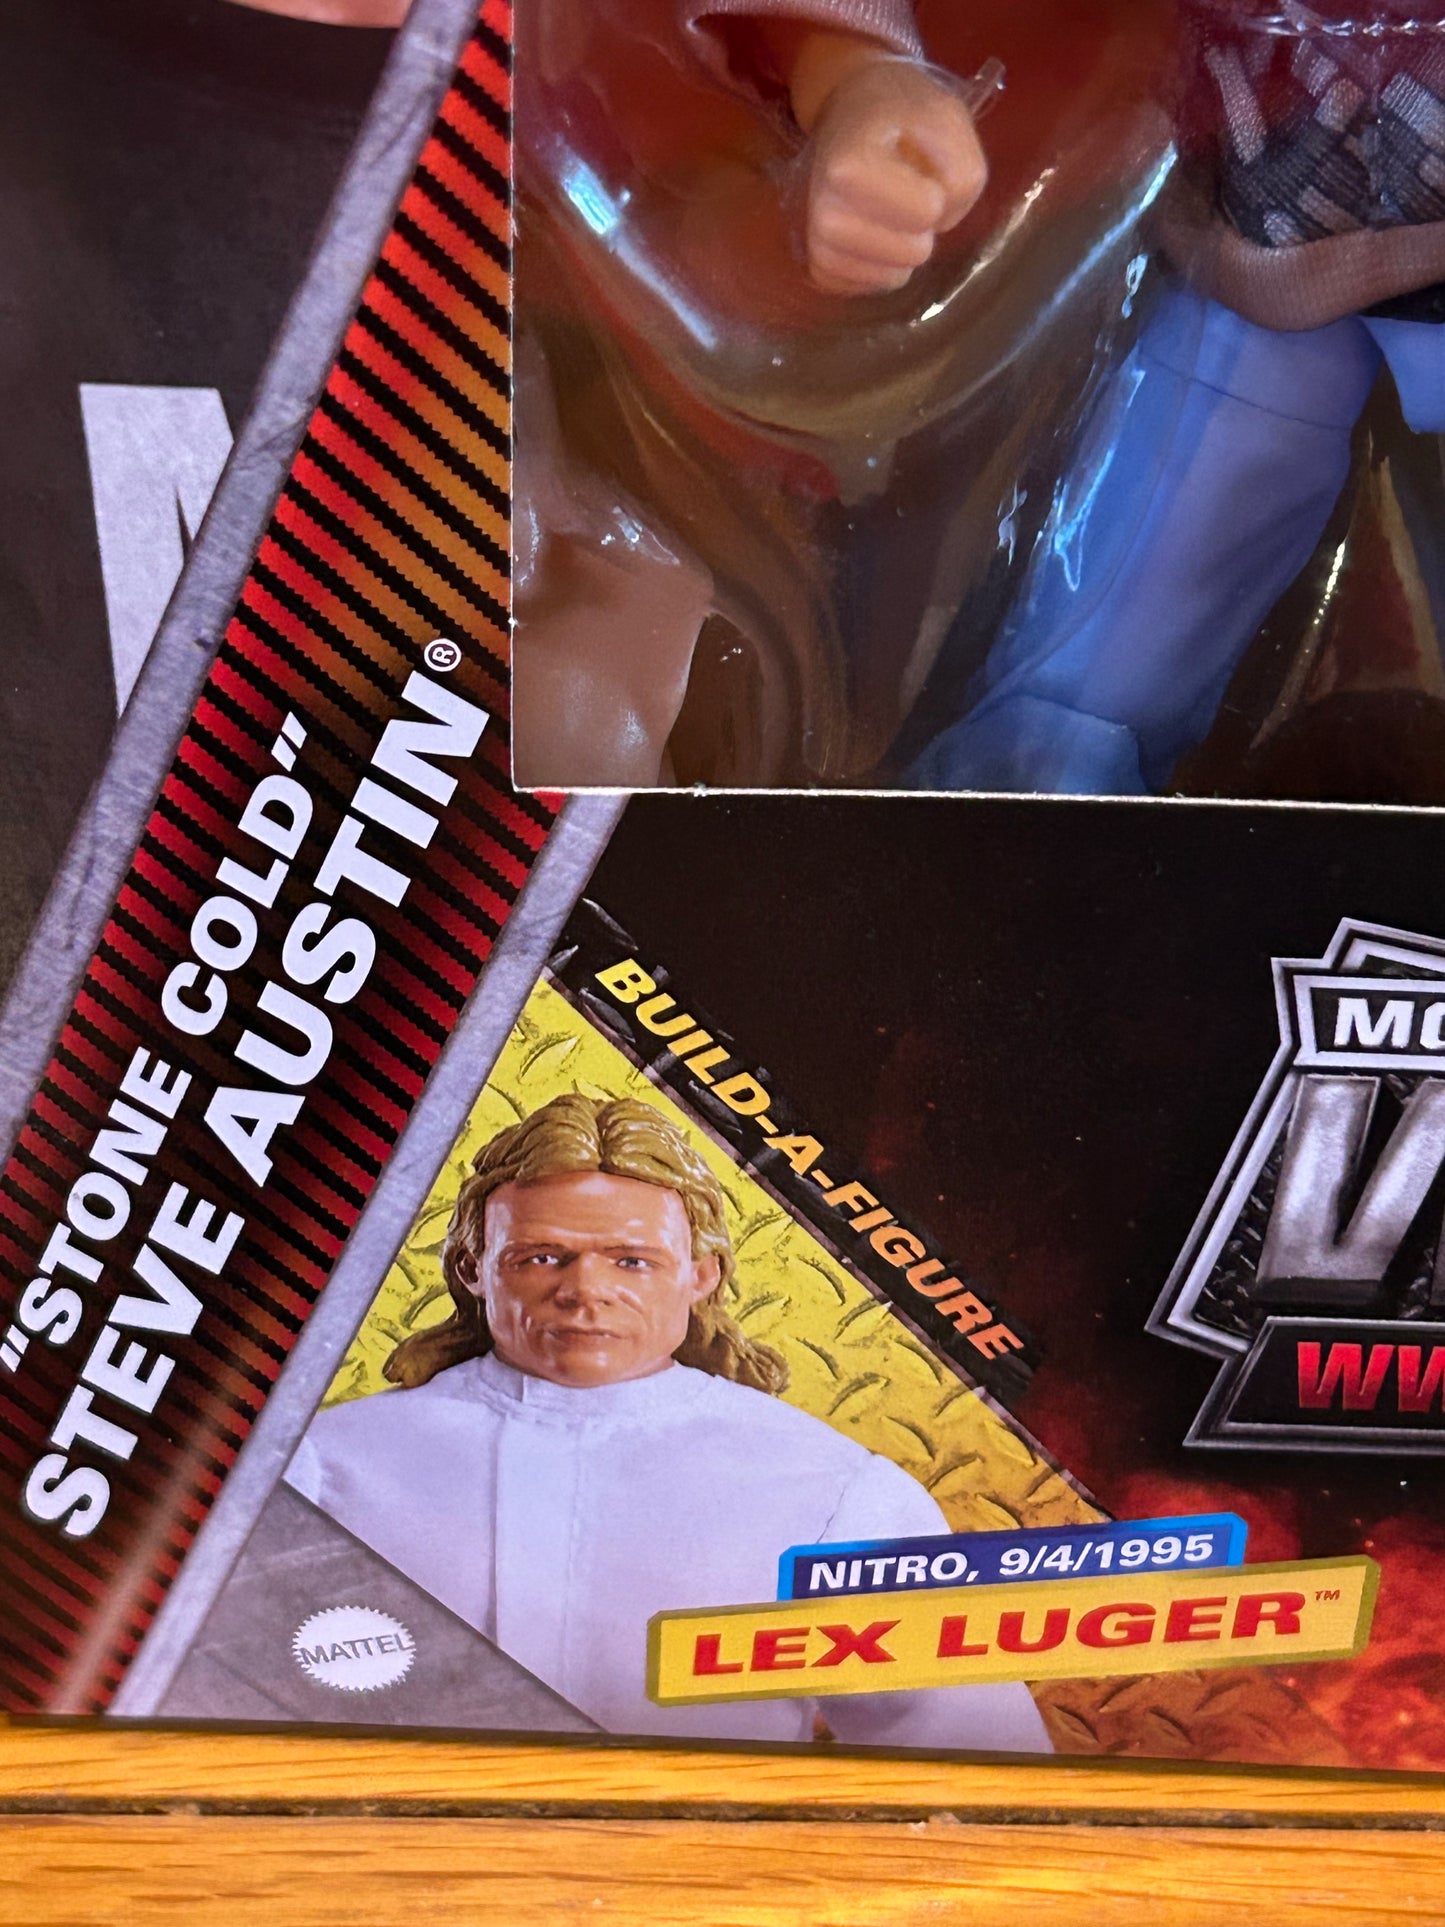 "STONE COLD"
STEVE AUSTIN®
BUILD-A-FIGURE
NITRO, 9/4/1995
LEX LUGER™
MATTEL